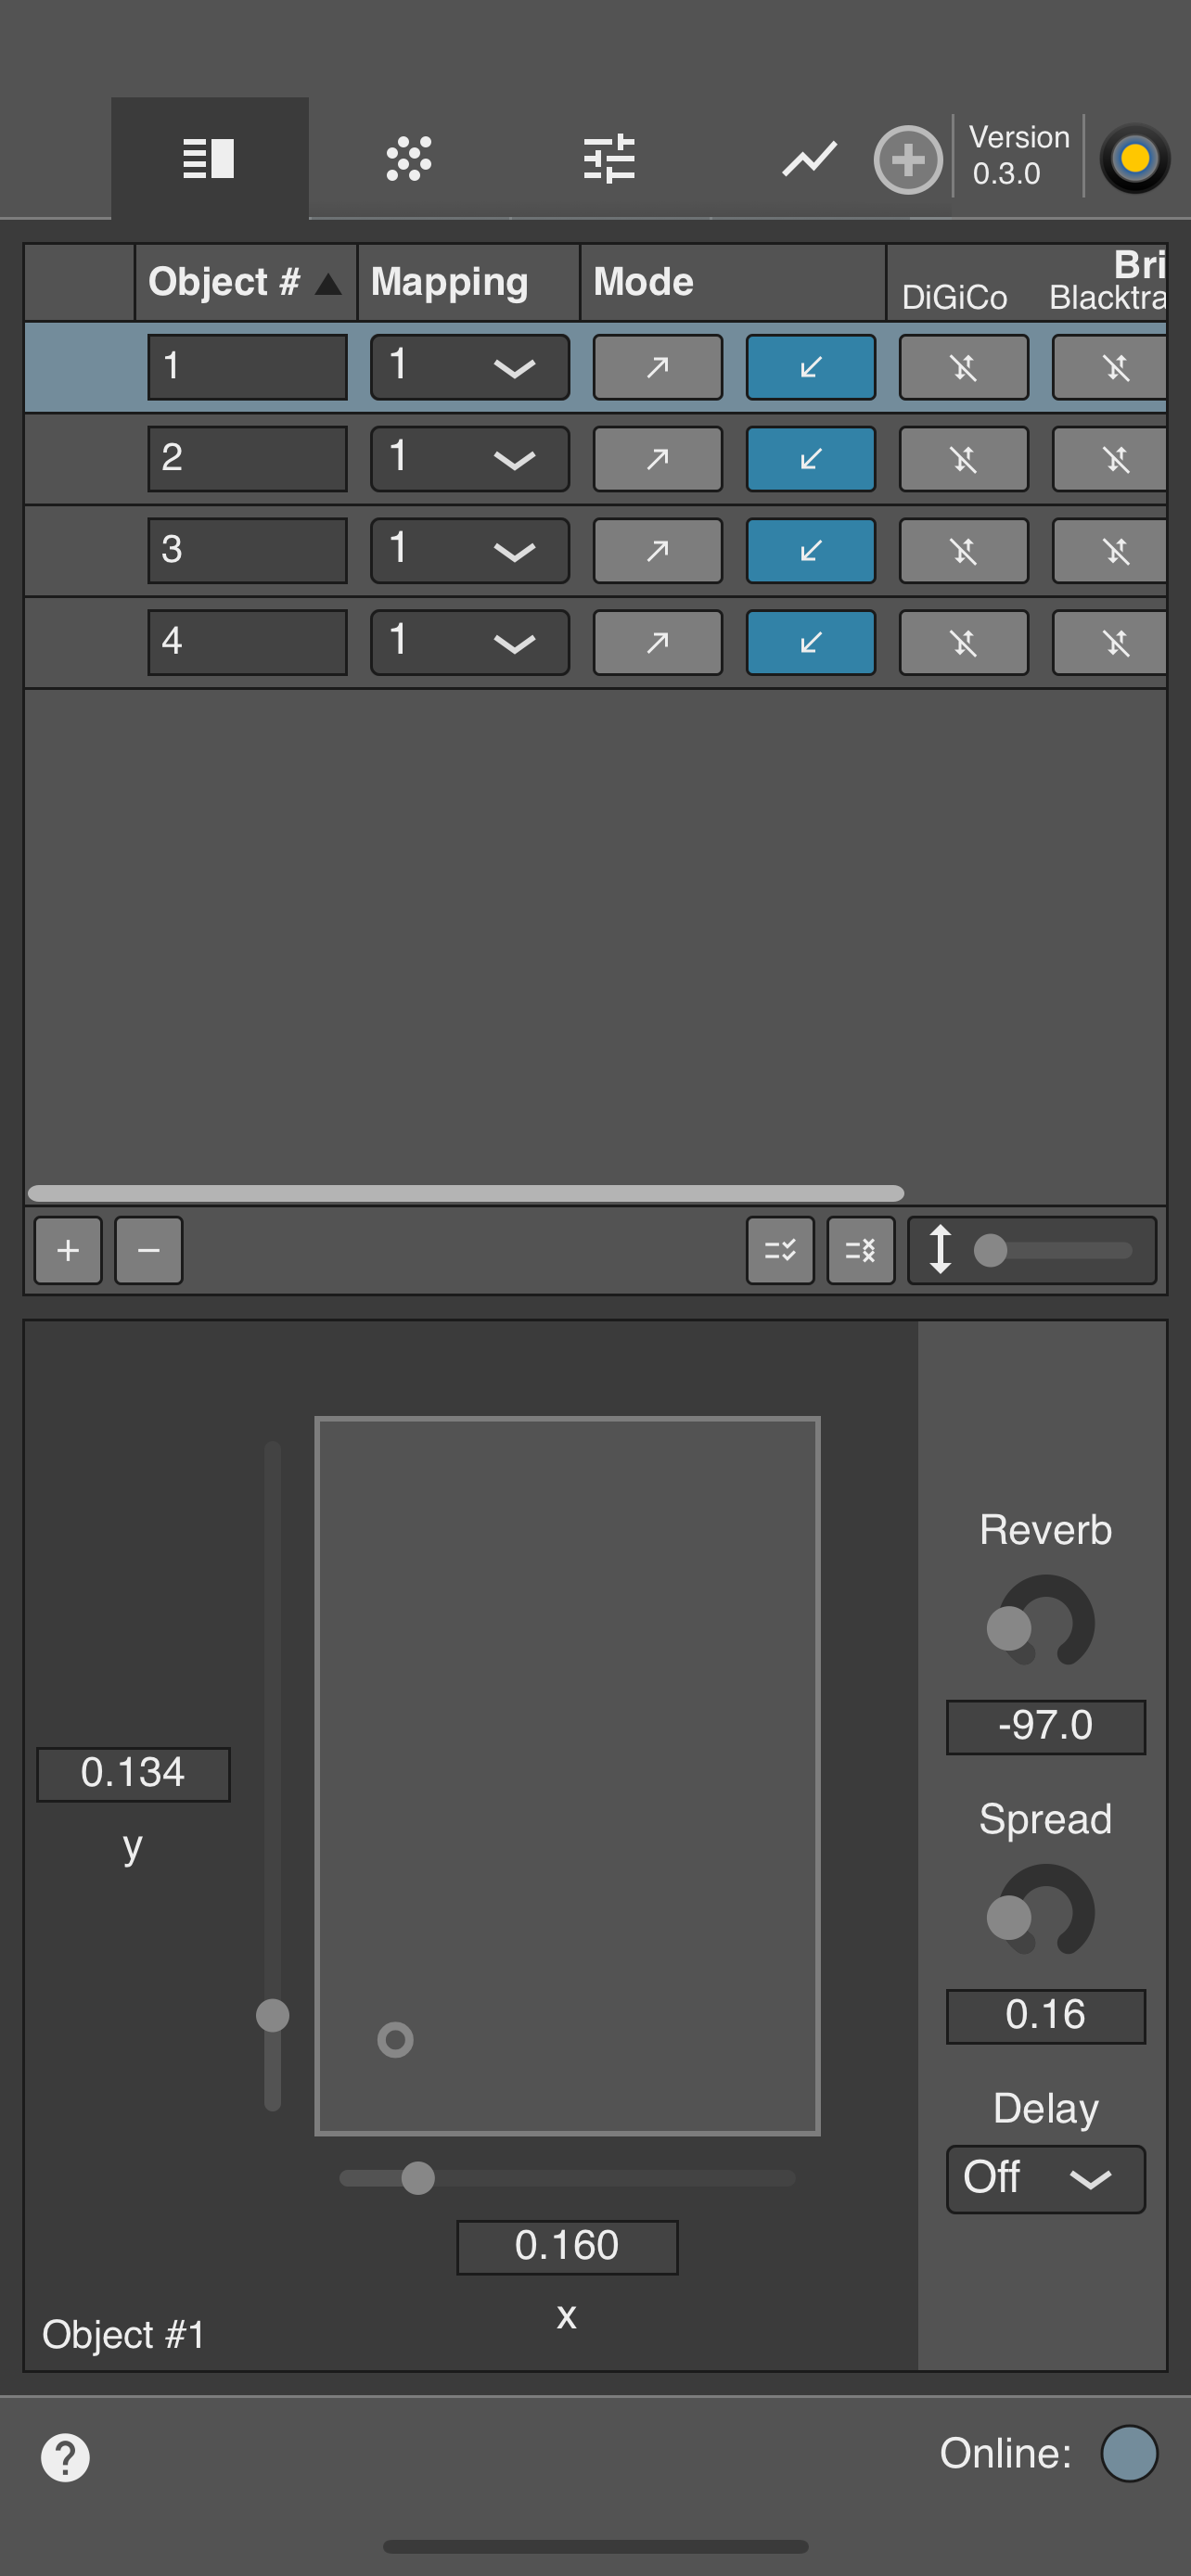 Version
0.3.0
Object # Mapping Mode Bri
DiGiCo Blacktra
1 1
2 1
3 1
4 1
Reverb
-97.0
0.134
y
Spread
0.16
Delay
Off
0.160
x
Object #1
Online: